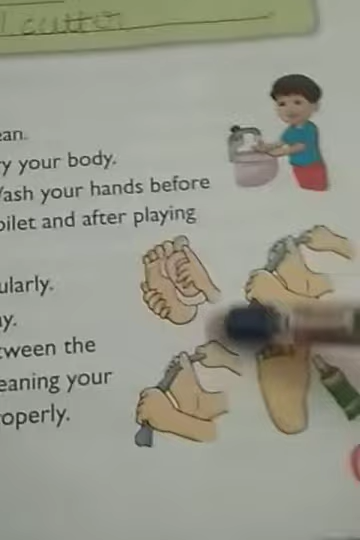 cutter
ean.
y your body.
Wash your hands before
oilet and after playing
ularly.
y.
tween the
eaning your
operly.